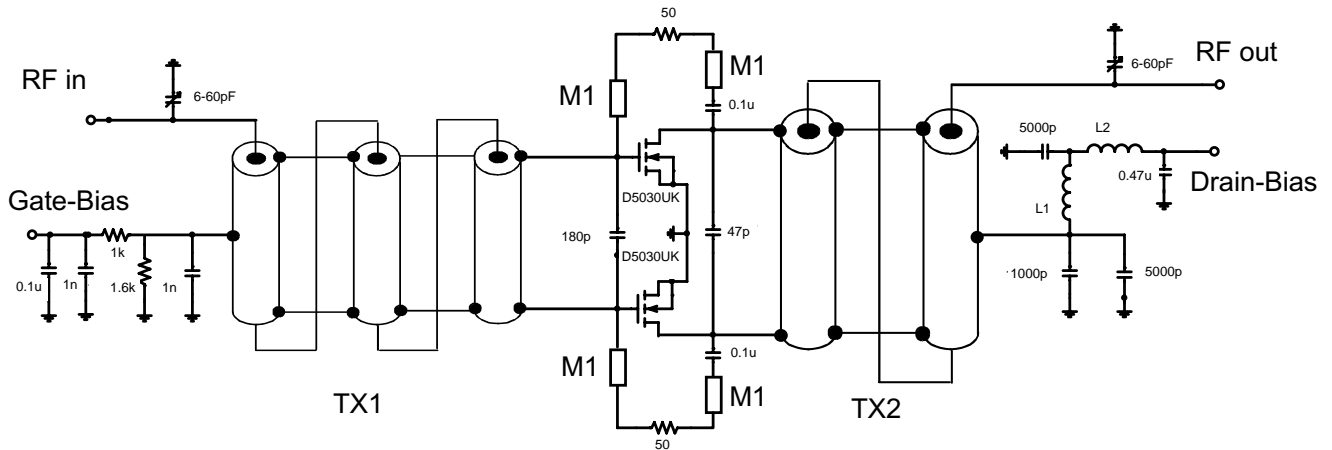 50
M1
M1
0.1u
RF in
6-60pF
6-60pF
RF out
5000p
L2
0.47u
Drain-Bias
L1
1000p
5000p
Gate-Bias
1k
0.1u
1n
1.6k
1n
D5030UK
180p
47p
D5030UK
0.1u
M1
M1
50
TX1
TX2